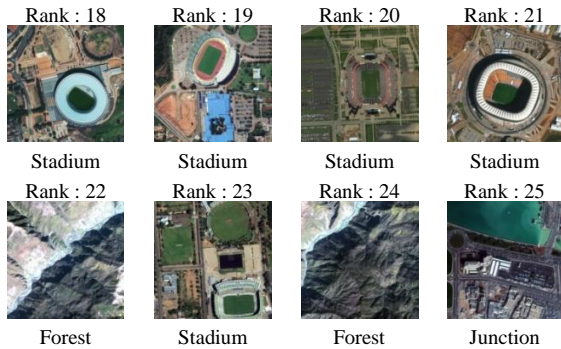 Rank : 18 Rank : 19 Rank : 20 Rank : 21
Stadium Stadium Stadium Stadium
Rank : 22 Rank : 23 Rank : 24 Rank : 25
Forest Stadium Forest Junction